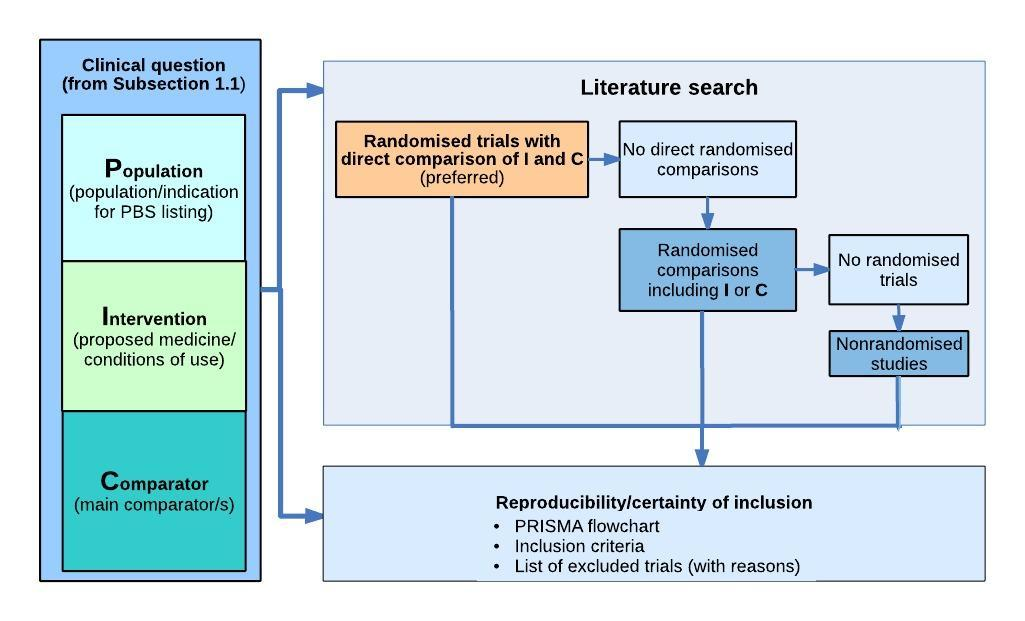 Clinical question
(from Subsection 1.1)
Population
(population/indication
for PBS listing)
Intervention
(proposed medicine/
conditions of use)
Comparator
(main comparator/s)
Literature search
Randomised trials with
direct comparison of I and C
(preferred)
No direct randomised
comparisons
Randomised
comparisons
including I or C
No randomised
trials
Nonrandomised
studies
Reproducibility/certainty of inclusion
• PRISMA flowchart
• Inclusion criteria
• List of excluded trials (with reasons)